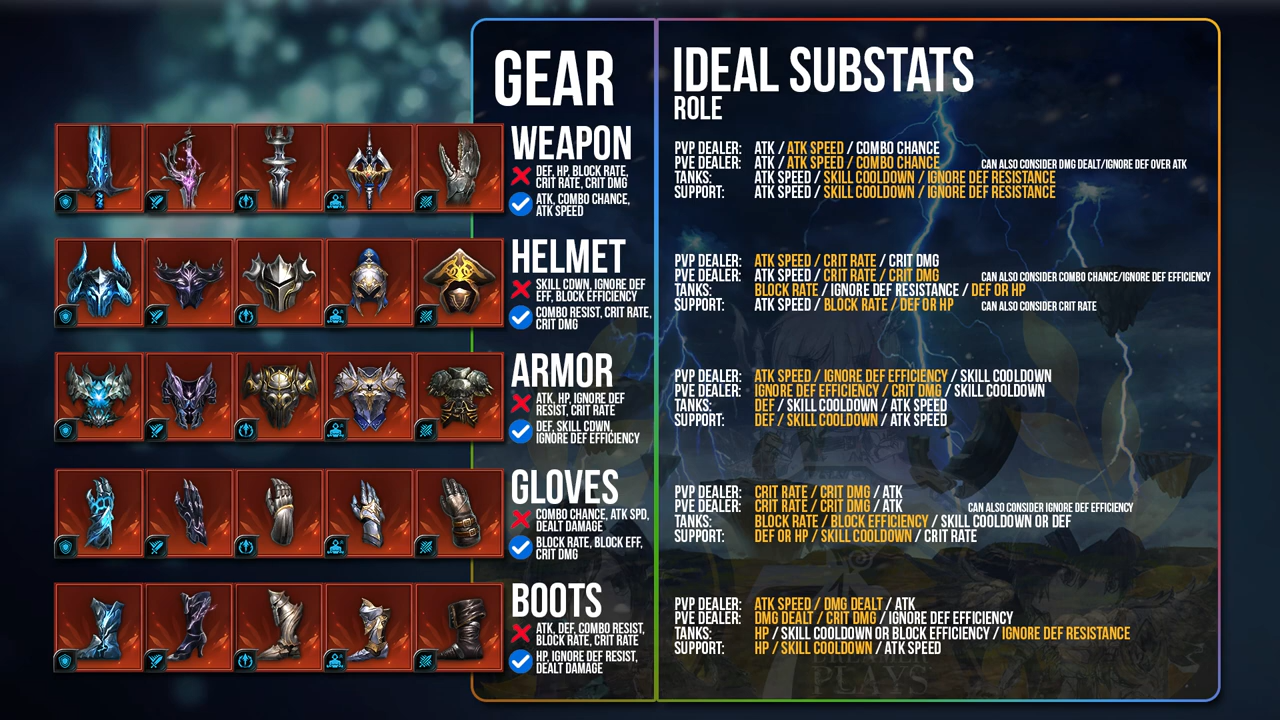 GEAR
IDEAL SUBSTATS
ROLE
WEAPON
DEF, HP, BLOCK RATE,
CRIT RATE, CRIT DMG
ATK, COMBO CHANCE,
ATK SPEED
PVP DEALER: ATK / ATK SPEED / COMBO CHANCE
PVE DEALER: ATK / ATK SPEED / COMBO CHANCE CAN ALSO CONSIDER DMG DEALT/IGNORE DEF OVER ATK
TANKS: ATK SPEED / SKILL COOLDOWN / IGNORE DEF RESISTANCE
SUPPORT: ATK SPEED / SKILL COOLDOWN / IGNORE DEF RESISTANCE
HELMET
SKILL CDWN, IGNORE DEF
EFF, BLOCK EFFICIENCY
COMBO RESIST, CRIT RATE,
CRIT DMG
PVP DEALER: ATK SPEED / CRIT RATE / CRIT DMG
PVE DEALER: ATK SPEED / CRIT RATE / CRIT DMG CAN ALSO CONSIDER COMBO CHANCE/IGNORE DEF EFFICIENCY
TANKS: BLOCK RATE / IGNORE DEF RESISTANCE / DEF OR HP
SUPPORT: ATK SPEED / BLOCK RATE / DEF OR HP CAN ALSO CONSIDER CRIT RATE
ARMOR
ATK, HP, IGNORE DEF
RESIST, CRIT RATE
DEF, SKILL CDWN,
IGNORE DEF EFFICIENCY
PVP DEALER: ATK SPEED / IGNORE DEF EFFICIENCY / SKILL COOLDOWN
PVE DEALER: IGNORE DEF EFFICIENCY / CRIT DMG / SKILL COOLDOWN
TANKS: DEF / SKILL COOLDOWN / ATK SPEED
SUPPORT: DEF / SKILL COOLDOWN / ATK SPEED
GLOVES
COMBO CHANCE, ATK SPD,
DEALT DAMAGE
BLOCK RATE, BLOCK EFF,
CRIT DMG
PVP DEALER: CRIT RATE / CRIT DMG / ATK
PVE DEALER: CRIT RATE / CRIT DMG / ATK CAN ALSO CONSIDER IGNORE DEF EFFICIENCY
TANKS: BLOCK RATE / BLOCK EFFICIENCY / SKILL COOLDOWN OR DEF
SUPPORT: DEF OR HP / SKILL COOLDOWN / CRIT RATE
BOOTS
ATK, DEF, COMBO RESIST,
BLOCK RATE, CRIT RATE
HP, IGNORE DEF RESIST,
DEALT DAMAGE
PVP DEALER: ATK SPEED / DMG DEALT / ATK
PVE DEALER: DMG DEALT / CRIT DMG / IGNORE DEF EFFICIENCY
TANKS: HP / SKILL COOLDOWN OR BLOCK EFFICIENCY / IGNORE DEF RESISTANCE
SUPPORT: HP / SKILL COOLDOWN / ATK SPEED
DREAMER
PLAYS